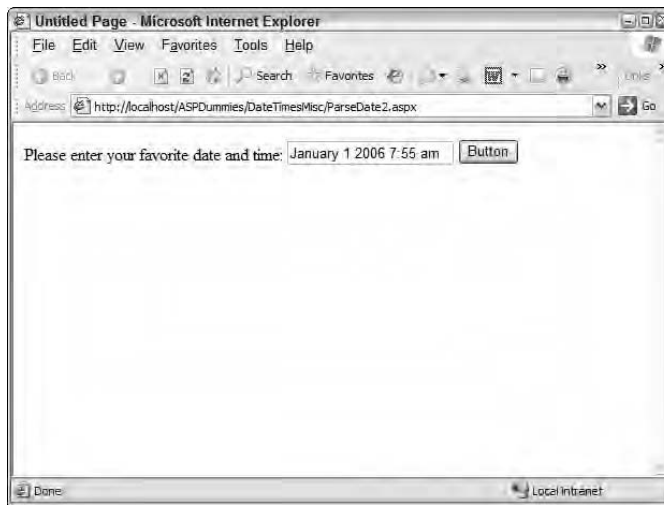 Untitled Page - Microsoft Internet Explorer
File Edit View Favorites Tools Help
Back Search Favorites W »
Address http://localhost/ASPDummies/DateTimesMisc/ParseDate2.aspx Go
Please enter your favorite date and time: January 1 2006 7:55 am Button
Done Local intranet